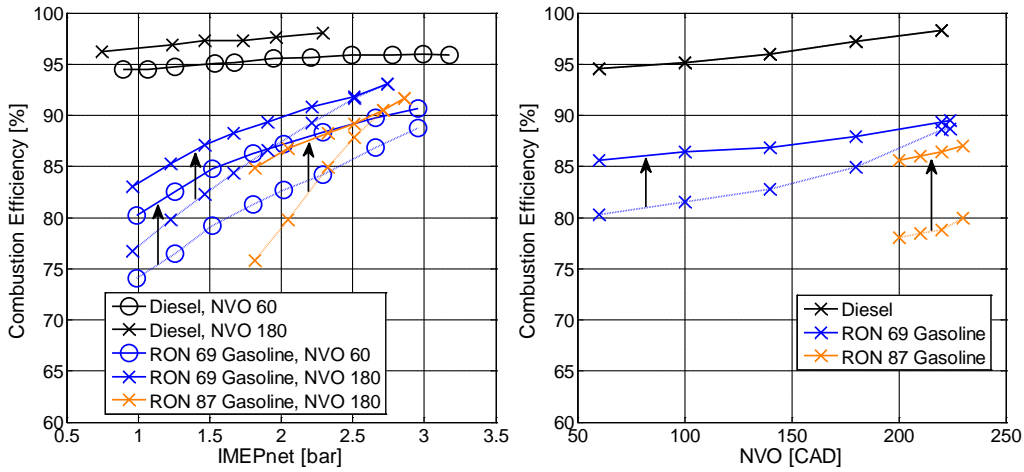 Combustion Efficiency [%]
100
95
90
85
80
75
70
65
60
0.5
1
1.5
2
2.5
3
3.5
IMEPnet [bar]
Diesel, NVO 60
Diesel, NVO 180
RON 69 Gasoline, NVO 60
RON 69 Gasoline, NVO 180
RON 87 Gasoline, NVO 180
Combustion Efficiency [%]
100
95
90
85
80
75
70
65
60
50
100
150
200
250
NVO [CAD]
Diesel
RON 69 Gasoline
RON 87 Gasoline